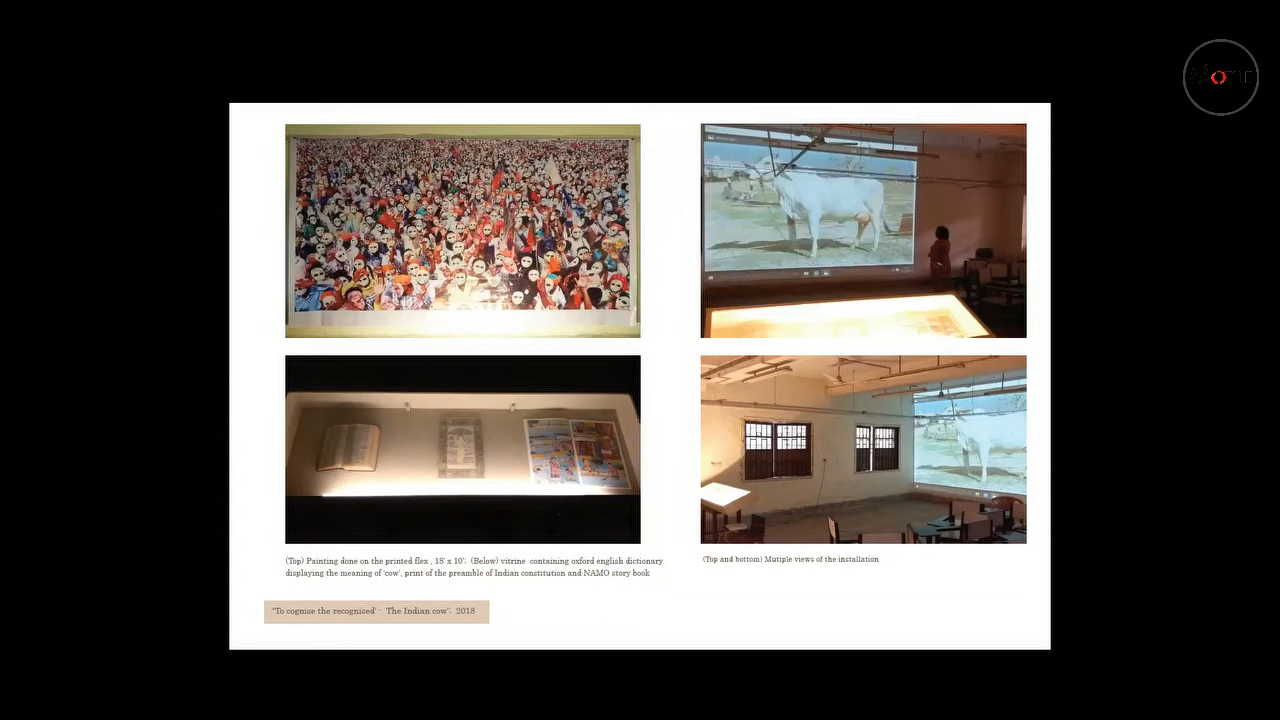 (Top) Painting done on the printed flex , 18' x 10';  (Below) vitrine  containing oxford english dictionary
displaying the meaning of 'cow', print of the preamble of Indian constitution and NAMO story book
(Top and bottom) Mutiple views of the installation
"To cognise the recognised' -  The Indian cow";  2018